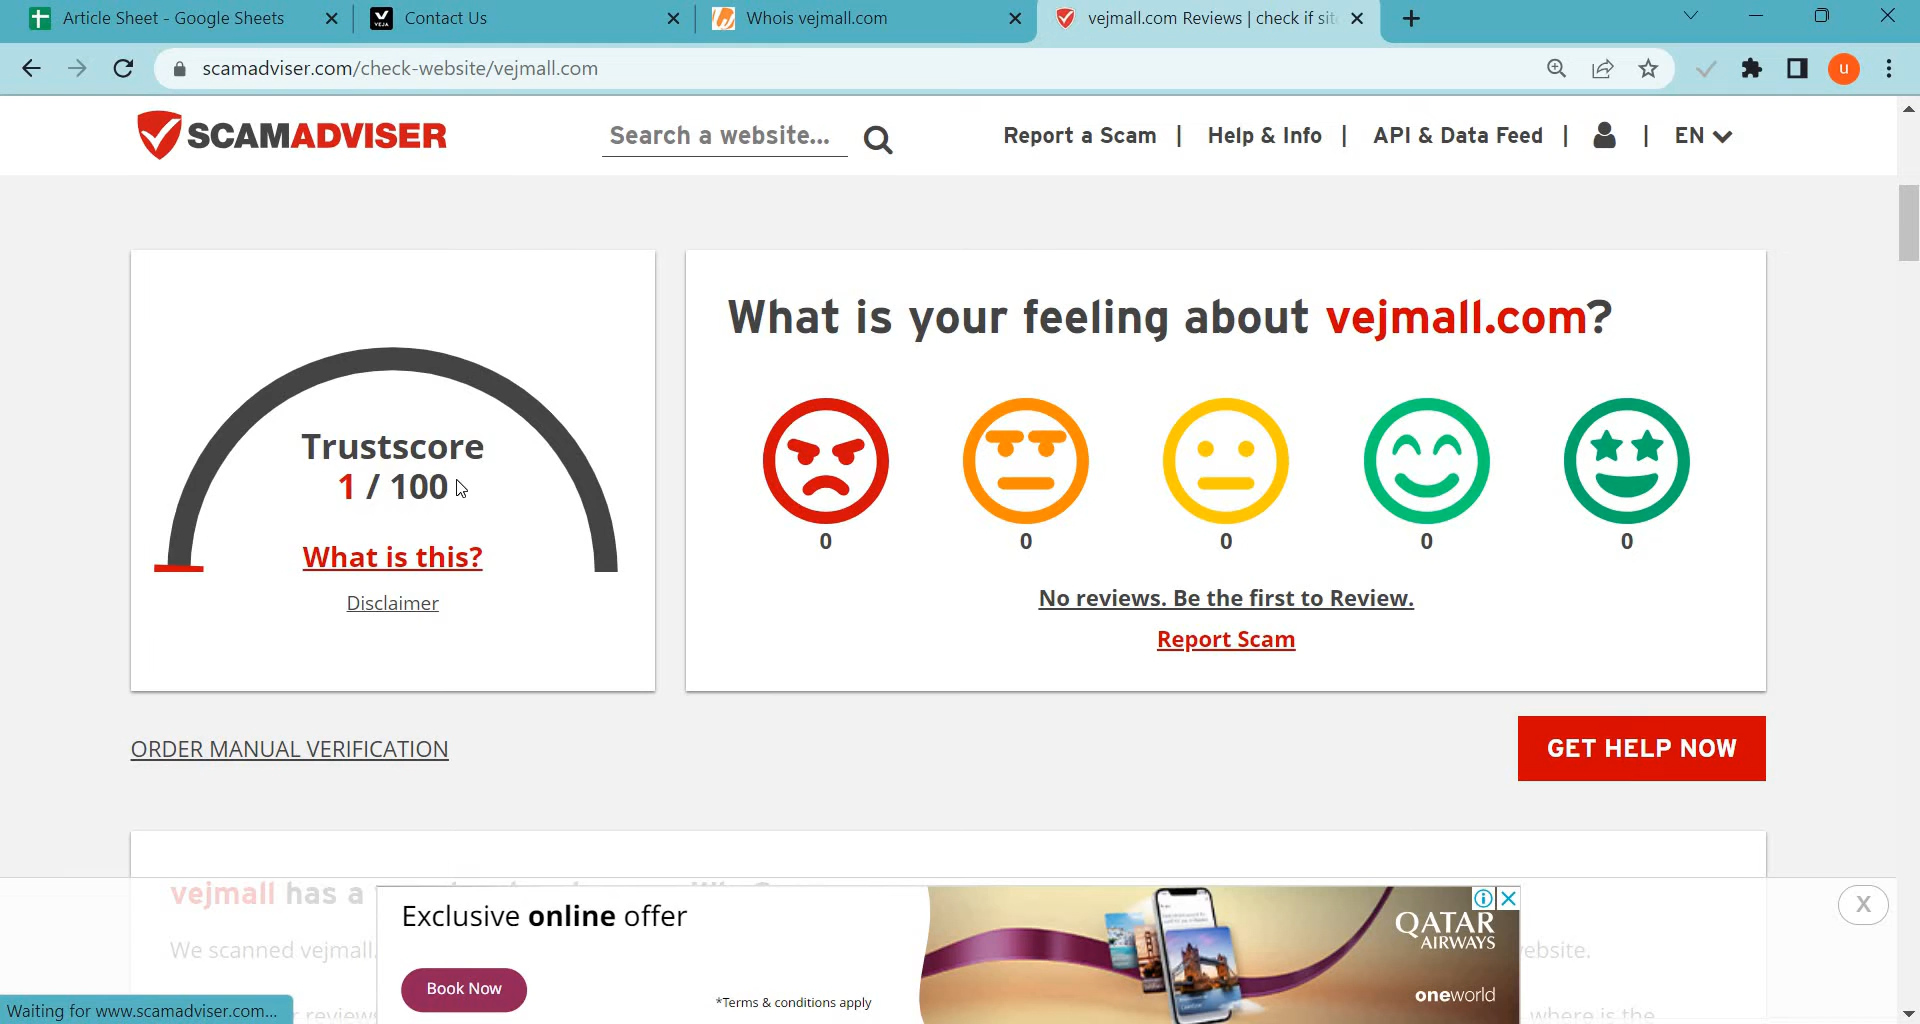 Article Sheet - Google Sheets
Contact Us
Whois vejmall.com
vejmall.com Reviews | check if sit
scamadviser.com/check-website/vejmall.com
u
SCAMADVISER
Search a website...
Report a Scam | Help & Info | API & Data Feed | | EN
Trustscore
1 / 100
What is this?
Disclaimer
What is your feeling about vejmall.com?
0 0 0 0 0
No reviews. Be the first to Review.
Report Scam
ORDER MANUAL VERIFICATION
GET HELP NOW
vejmall has a
We scanned vejmall.
website.
Exclusive online offer
Book Now
*Terms & conditions apply
QATAR
AIRWAYS
oneworld
X
Waiting for www.scamadviser.com...
where is the